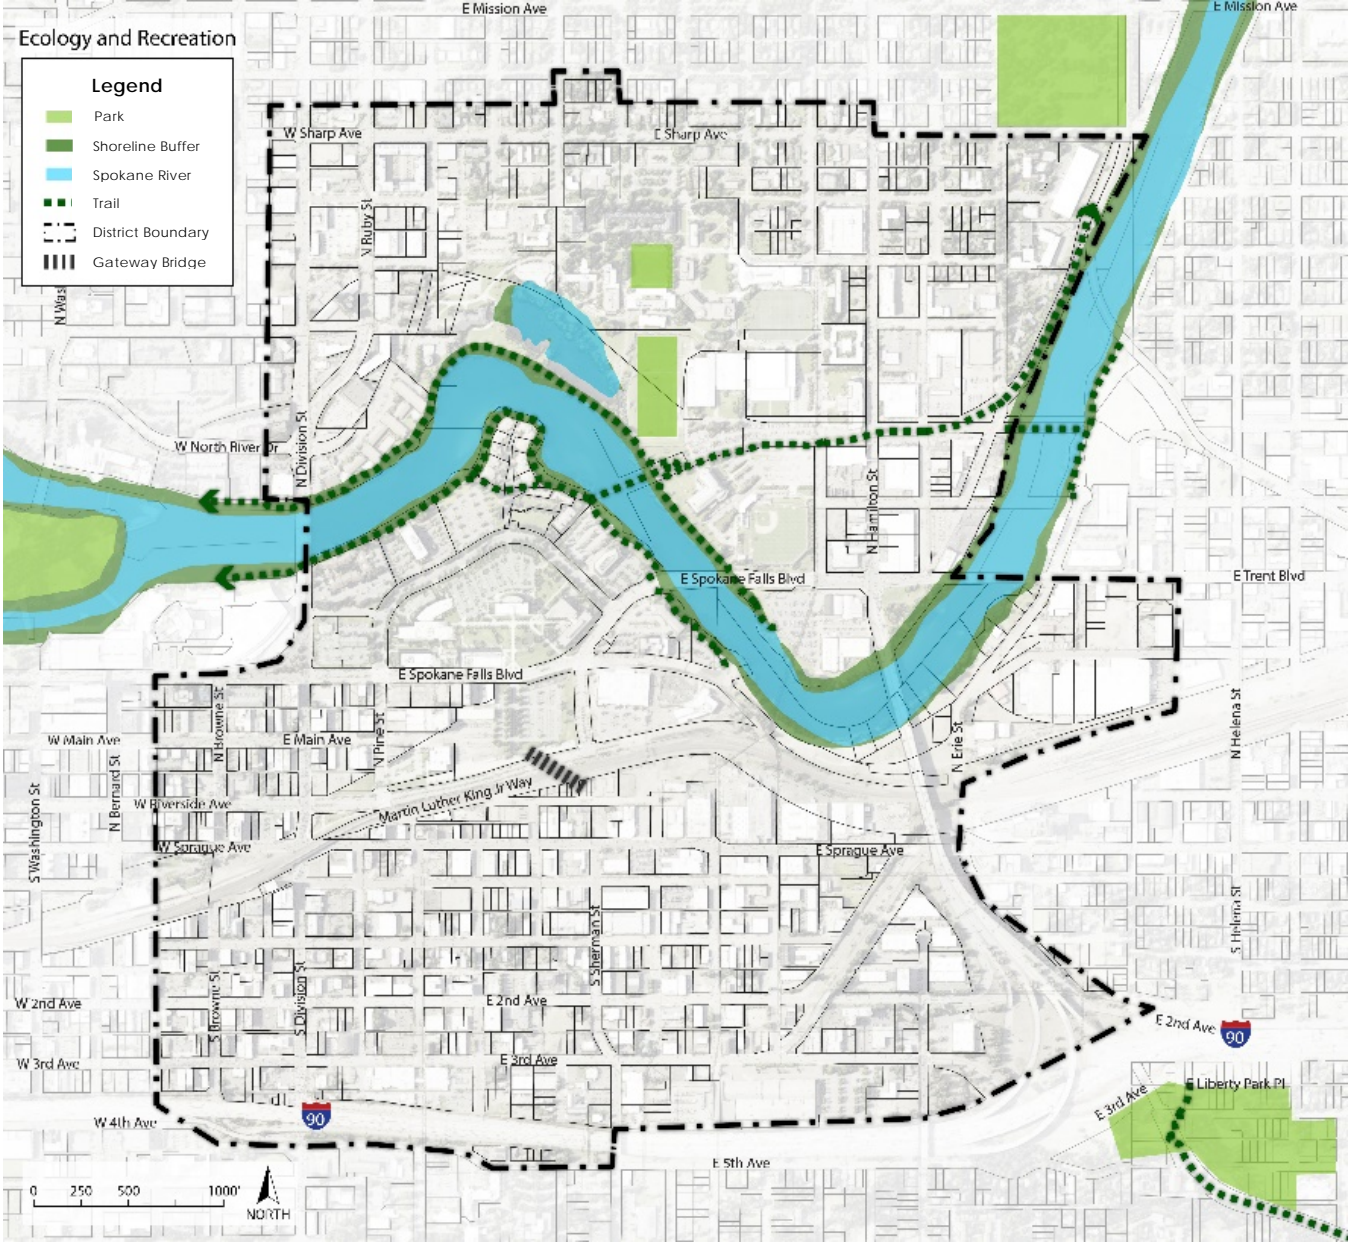 E Mission Ave
E Mission Ave
Ecology and Recreation
Legend
Park
Shoreline Buffer
Spokane River
Trail
District Boundary
Gateway Bridge
W Sharp Ave
E Sharp Ave
N Ruby St
N Was
W North River Dr
N Division St
N Hamilton St
E Spokane Falls Blvd
E Trent Blvd
E Spokane Falls Blvd
N Browne St
N Pine St
N Helena St
W Main Ave
E Main Ave
N Erie St
N Bernard St
W Riverside Ave
Martin Luther King Jr Way
S Washington St
W Sprague Ave
E Sprague Ave
S Helena St
S Sherman St
S Browne St
S Division St
W 2nd Ave
E 2nd Ave
E 2nd Ave
90
W 3rd Ave
E 3rd Ave
E Liberty Park Pl
E 3rd Ave
90
W 4th Ave
E 5th Ave
0 250 500 1000'
NORTH